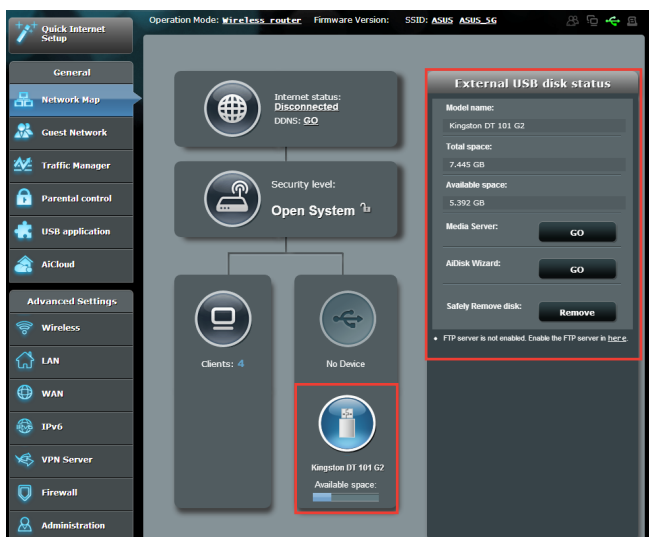 Operation Mode: Wireless router Firmware Version: SSID: ASUS ASUS_5G
Quick Internet
Setup
General
Network Map
Guest Network
Traffic Manager
Parental control
USB application
AiCloud
Advanced Settings
Wireless
LAN
WAN
IPv6
VPN Server
Firewall
Administration
Internet status:
Disconnected
DDNS: GO
Security level:
Open System
Clients: 4
No Device
Kingston DT 101 G2
Available space:
External USB disk status
Model name:
Kingston DT 101 G2
Total space:
7.445 GB
Available space:
5.392 GB
Media Server: GO
AiDisk Wizard: GO
Safely Remove disk: Remove
• FTP server is not enabled. Enable the FTP server in here.